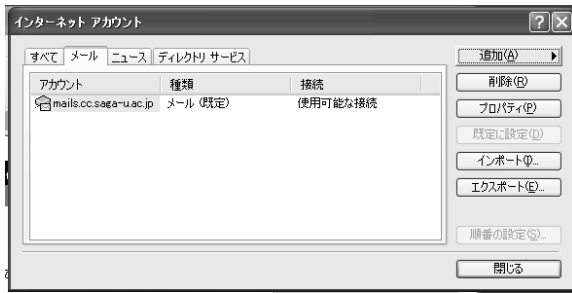 インターネット アカウント
すべて メール ニュース ディレクトリ サービス
アカウント 種類 接続
mails.cc.saga-u.ac.jp メール (既定) 使用可能な接続
追加(A)
削除(R)
プロパティ(P)
既定に設定(D)
インポート(I)...
エクスポート(E)...
順番の設定(S)...
閉じる